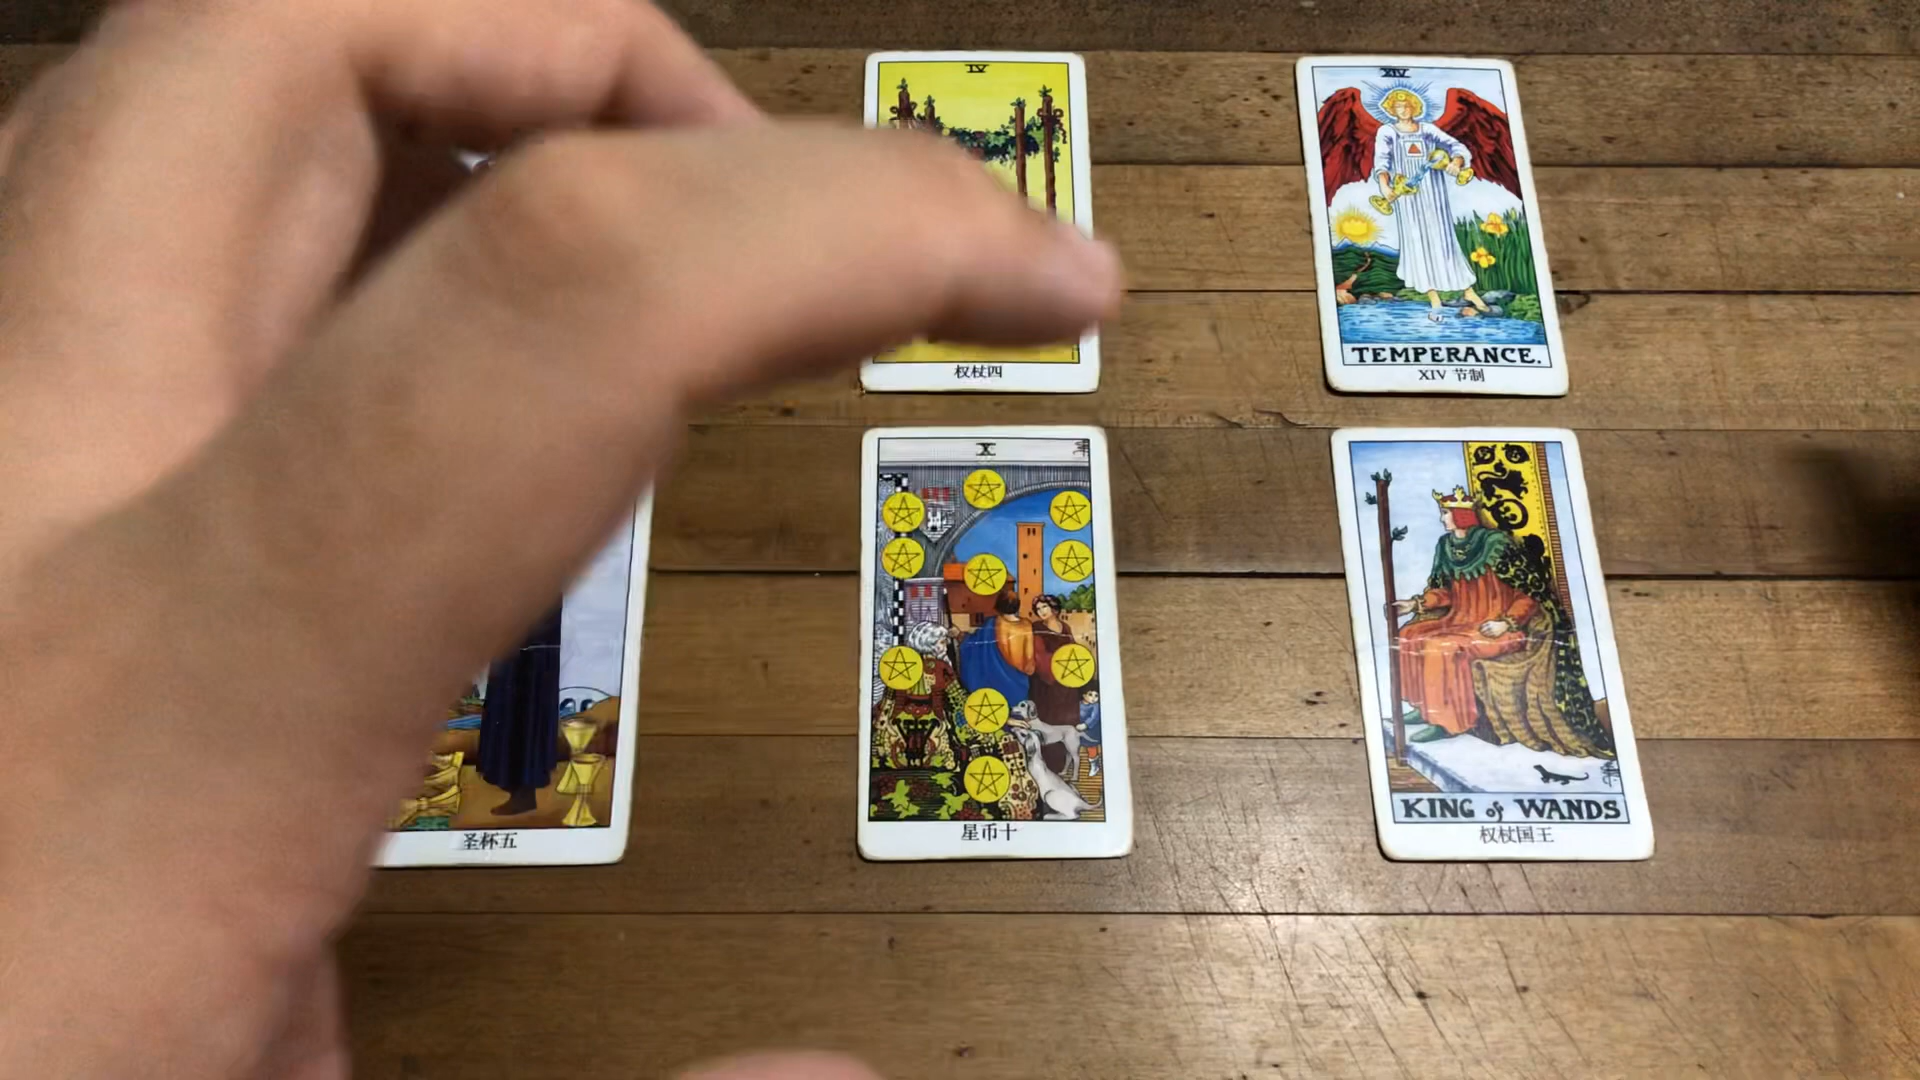 IV
权杖四
XIV
TEMPERANCE.
XIV 节制
圣杯五
X
星币十
KING of WANDS
权杖国王